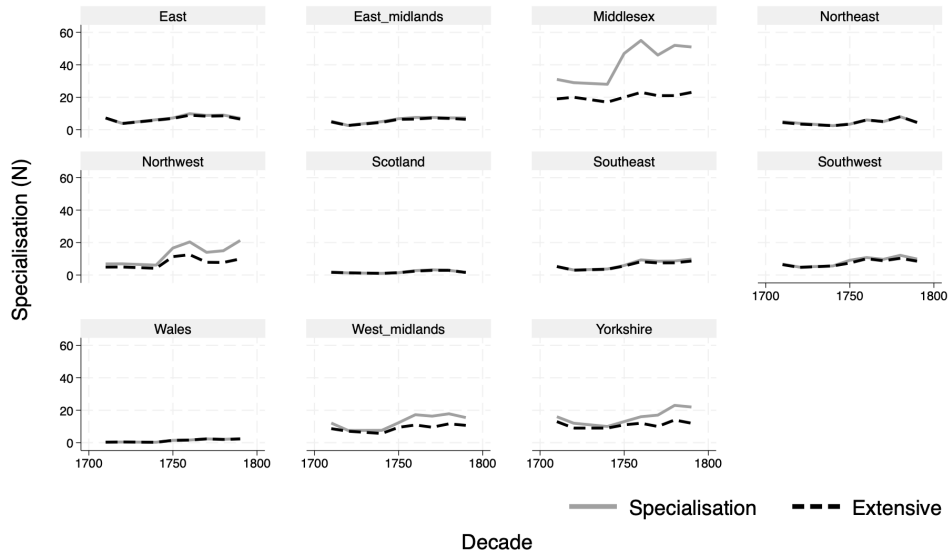 East East_midlands Middlesex Northeast
60
40
20
0
Northwest Scotland Southeast Southwest
60
40
20
0
1700 1750 1800
Wales West_midlands Yorkshire
60
40
20
0
1700 1750 1800 1700 1750 1800 1700 1750 1800
Specialisation (N)
Specialisation Extensive
Decade